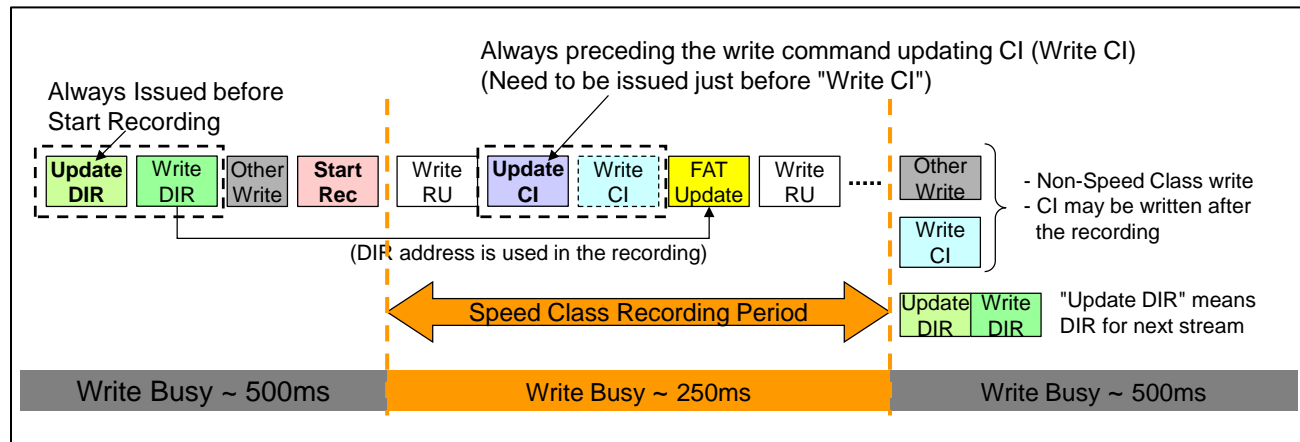 Always preceding the write command updating CI (Write CI)
(Need to be issued just before "Write CI")
Always Issued before
Start Recording
Update
DIR
Write
DIR
Other
Write
Start
Rec
Write
RU
Update
CI
Write
CI
FAT
Update
Write
RU
.....
Other
Write
Write
CI
- Non-Speed Class write
- CI may be written after
the recording
(DIR address is used in the recording)
Speed Class Recording Period
Update
DIR
Write
DIR
"Update DIR" means
DIR for next stream
Write Busy ~ 500ms
Write Busy ~ 250ms
Write Busy ~ 500ms